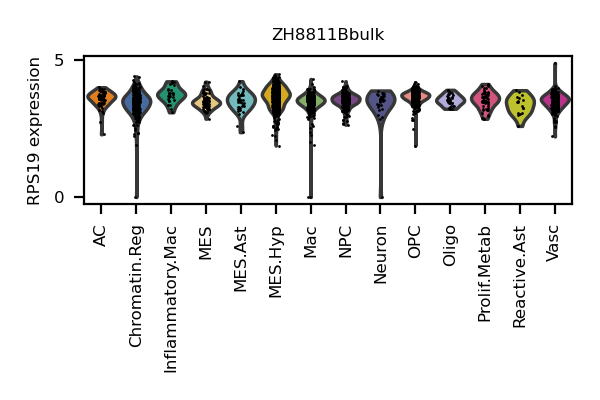 ZH8811Bbulk
RPS19 expression
5
0
AC
Chromatin.Reg
Inflammatory.Mac
MES
MES.Ast
MES.Hyp
Mac
NPC
Neuron
OPC
Oligo
Prolif.Metab
Reactive.Ast
Vasc